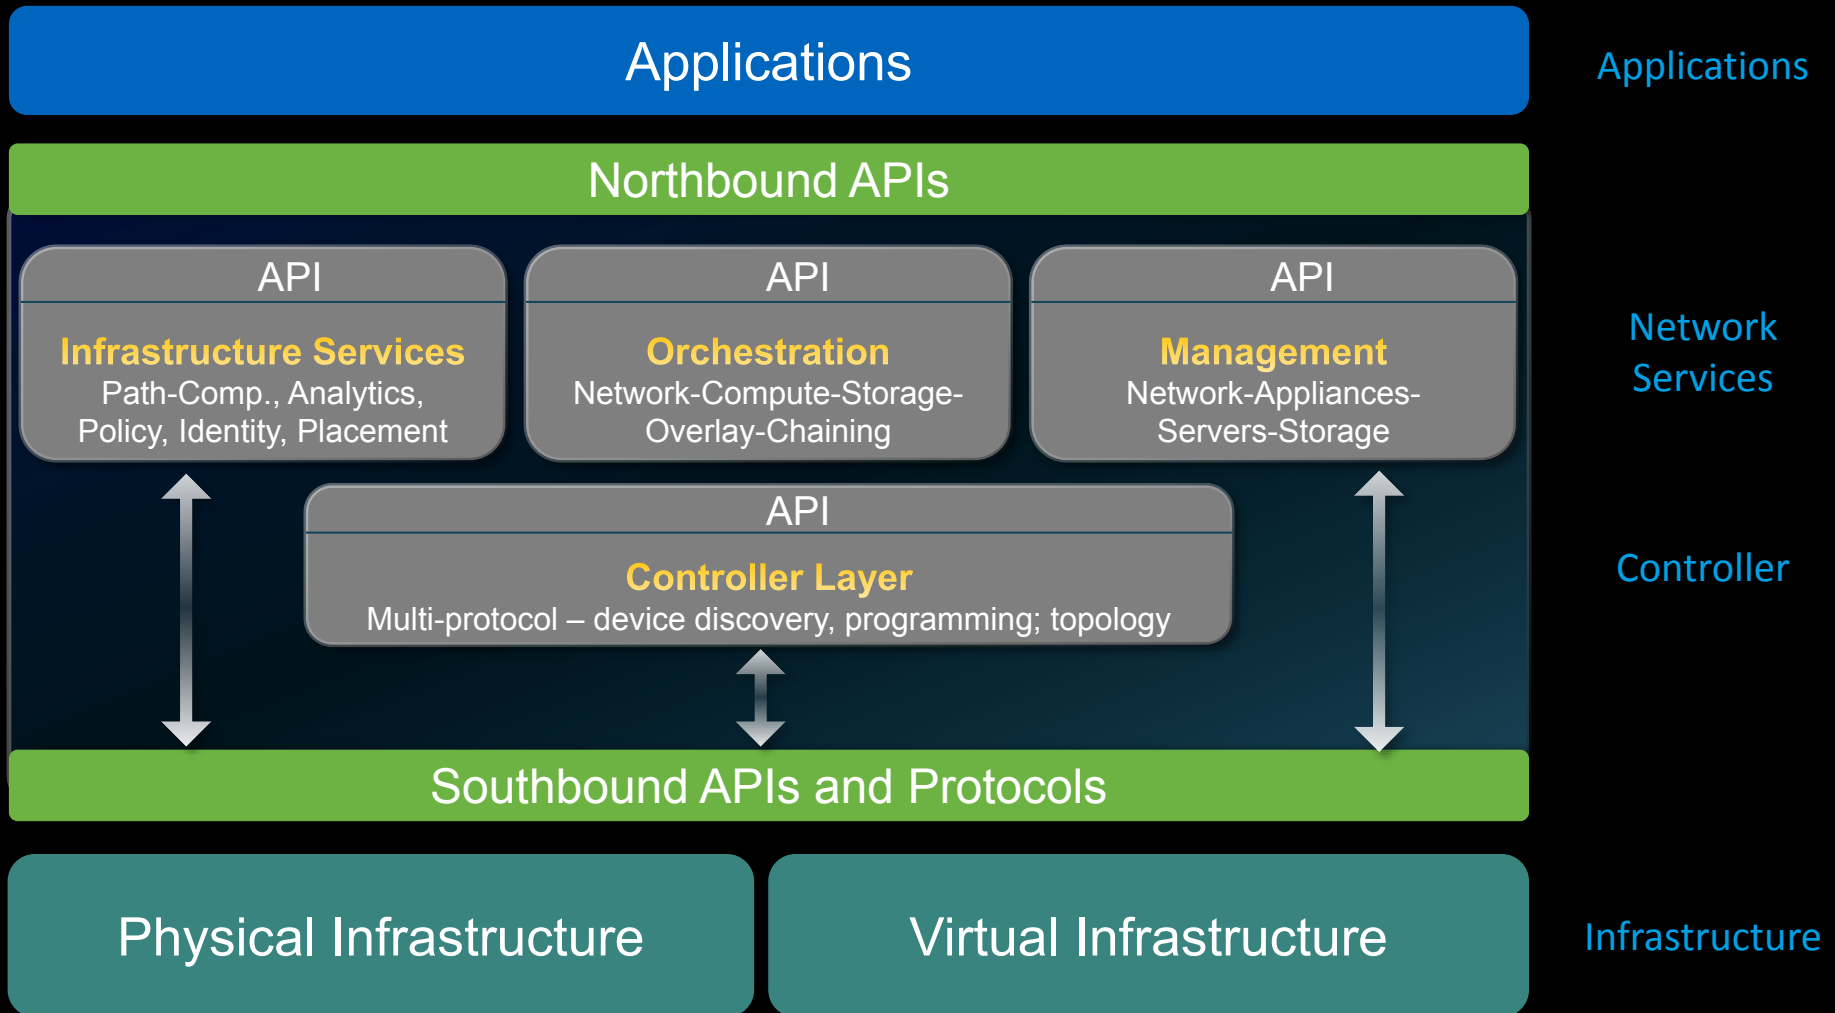 Applications
Applications
Northbound APIs
API
Infrastructure Services
Path-Comp., Analytics,
Policy, Identity, Placement
API
Orchestration
Network-Compute-Storage-
Overlay-Chaining
API
Management
Network-Appliances-
Servers-Storage
Network
Services
API
Controller Layer
Multi-protocol – device discovery, programming; topology
Controller
Southbound APIs and Protocols
Physical Infrastructure
Virtual Infrastructure
Infrastructure